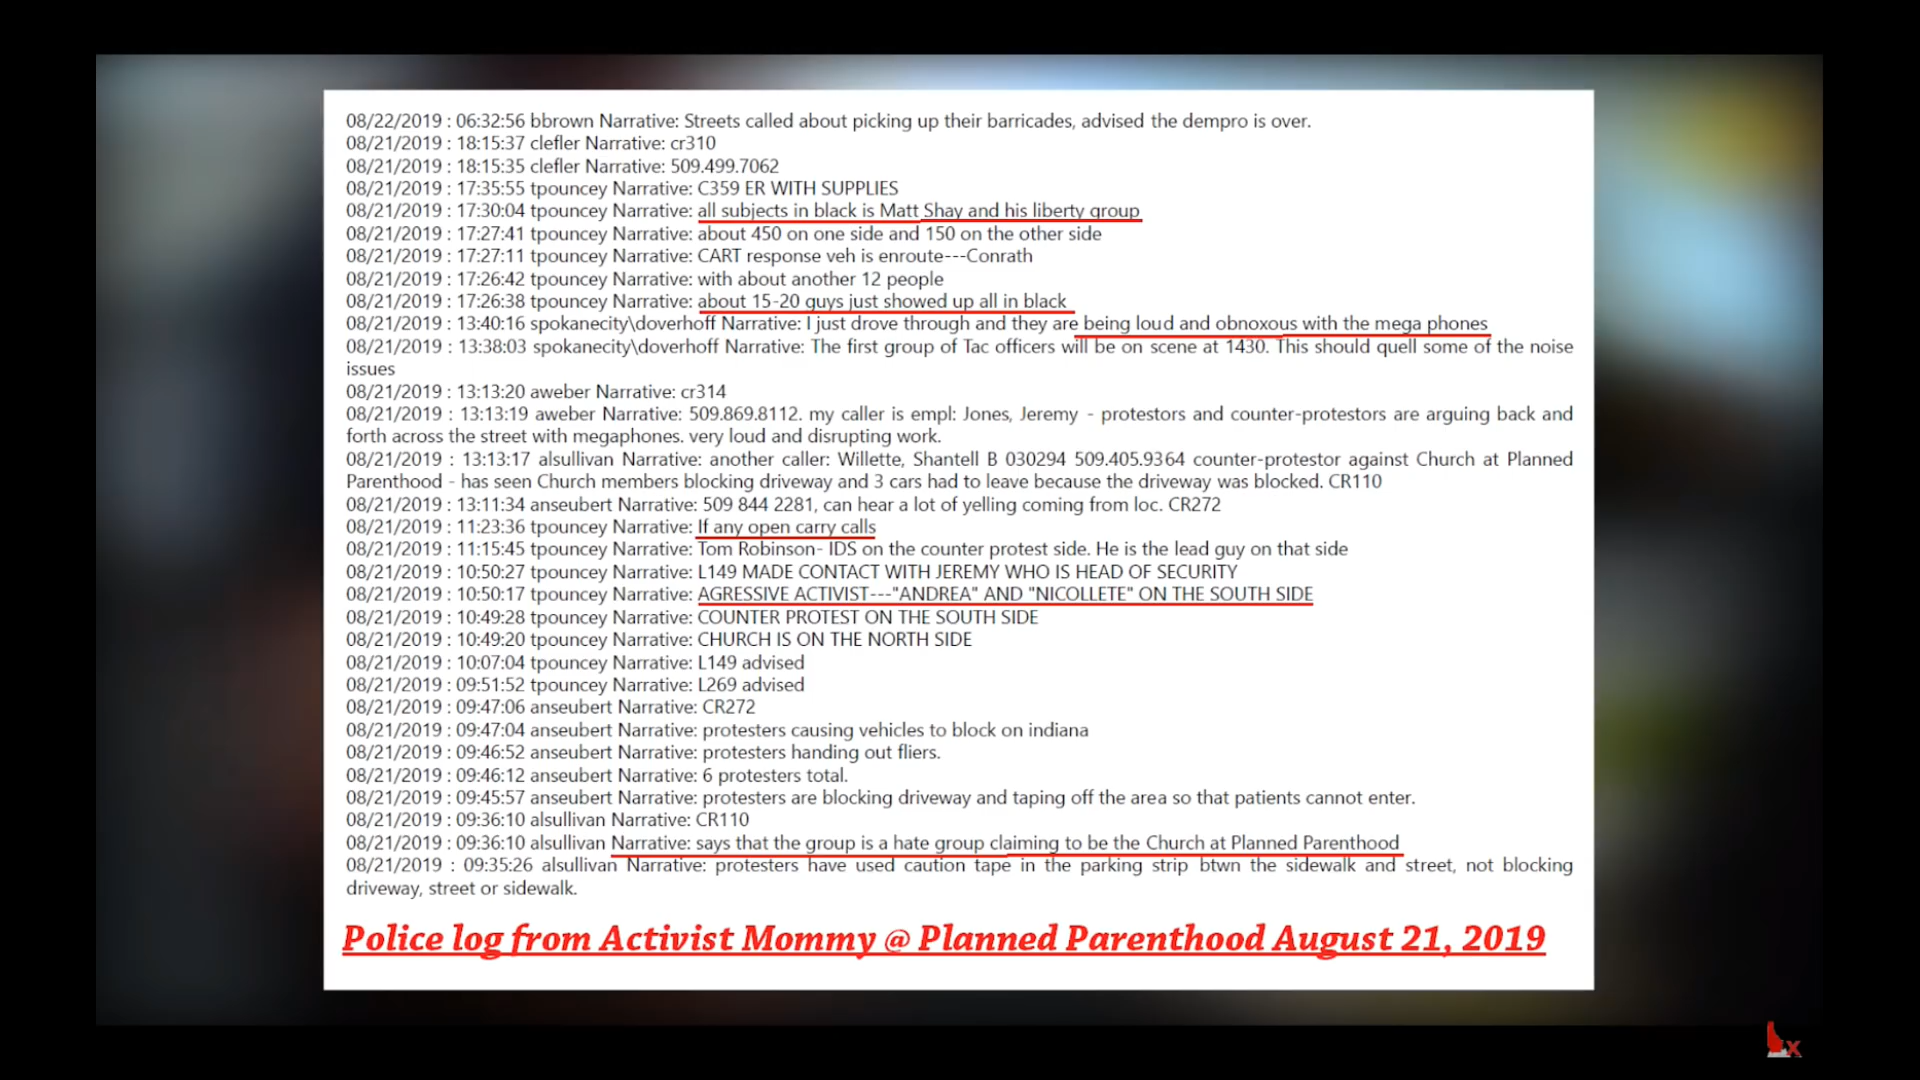 08/22/2019 : 06:32:56 bbrown Narrative: Streets called about picking up their barricades, advised the dempro is over.
08/21/2019 : 18:15:37 clefler Narrative: cr310
08/21/2019 : 18:15:35 clefler Narrative: 509.499.7062
08/21/2019 : 17:35:55 tpouncey Narrative: C359 ER WITH SUPPLIES
08/21/2019 : 17:30:04 tpouncey Narrative: all subjects in black is Matt Shay and his liberty group
08/21/2019 : 17:27:41 tpouncey Narrative: about 450 on one side and 150 on the other side
08/21/2019 : 17:27:11 tpouncey Narrative: CART response veh is enroute---Conrath
08/21/2019 : 17:26:42 tpouncey Narrative: with about another 12 people
08/21/2019 : 17:26:38 tpouncey Narrative: about 15-20 guys just showed up all in black
08/21/2019 : 13:40:16 spokanecity\doverhoff Narrative: I just drove through and they are being loud and obnoxous with the mega phones
08/21/2019 : 13:38:03 spokanecity\doverhoff Narrative: The first group of Tac officers will be on scene at 1430. This should quell some of the noise
issues
08/21/2019 : 13:13:20 aweber Narrative: cr314
08/21/2019 : 13:13:19 aweber Narrative: 509.869.8112. my caller is empl: Jones, Jeremy - protestors and counter-protestors are arguing back and
forth across the street with megaphones. very loud and disrupting work.
08/21/2019 : 13:13:17 alsullivan Narrative: another caller: Willette, Shantell B 030294 509.405.9364 counter-protestor against Church at Planned
Parenthood - has seen Church members blocking driveway and 3 cars had to leave because the driveway was blocked. CR110
08/21/2019 : 13:11:34 anseubert Narrative: 509 844 2281, can hear a lot of yelling coming from loc. CR272
08/21/2019 : 11:23:36 tpouncey Narrative: If any open carry calls
08/21/2019 : 11:15:45 tpouncey Narrative: Tom Robinson- IDS on the counter protest side. He is the lead guy on that side
08/21/2019 : 10:50:27 tpouncey Narrative: L149 MADE CONTACT WITH JEREMY WHO IS HEAD OF SECURITY
08/21/2019 : 10:50:17 tpouncey Narrative: AGRESSIVE ACTIVIST---"ANDREA" AND "NICOLLETE" ON THE SOUTH SIDE
08/21/2019 : 10:49:28 tpouncey Narrative: COUNTER PROTEST ON THE SOUTH SIDE
08/21/2019 : 10:49:20 tpouncey Narrative: CHURCH IS ON THE NORTH SIDE
08/21/2019 : 10:07:04 tpouncey Narrative: L149 advised
08/21/2019 : 09:51:52 tpouncey Narrative: L269 advised
08/21/2019 : 09:47:06 anseubert Narrative: CR272
08/21/2019 : 09:47:04 anseubert Narrative: protesters causing vehicles to block on indiana
08/21/2019 : 09:46:52 anseubert Narrative: protesters handing out fliers.
08/21/2019 : 09:46:12 anseubert Narrative: 6 protesters total.
08/21/2019 : 09:45:57 anseubert Narrative: protesters are blocking driveway and taping off the area so that patients cannot enter.
08/21/2019 : 09:36:10 alsullivan Narrative: CR110
08/21/2019 : 09:36:10 alsullivan Narrative: says that the group is a hate group claiming to be the Church at Planned Parenthood
08/21/2019 : 09:35:26 alsullivan Narrative: protesters have used caution tape in the parking strip btwn the sidewalk and street, not blocking
driveway, street or sidewalk.
Police log from Activist Mommy @ Planned Parenthood August 21, 2019
x